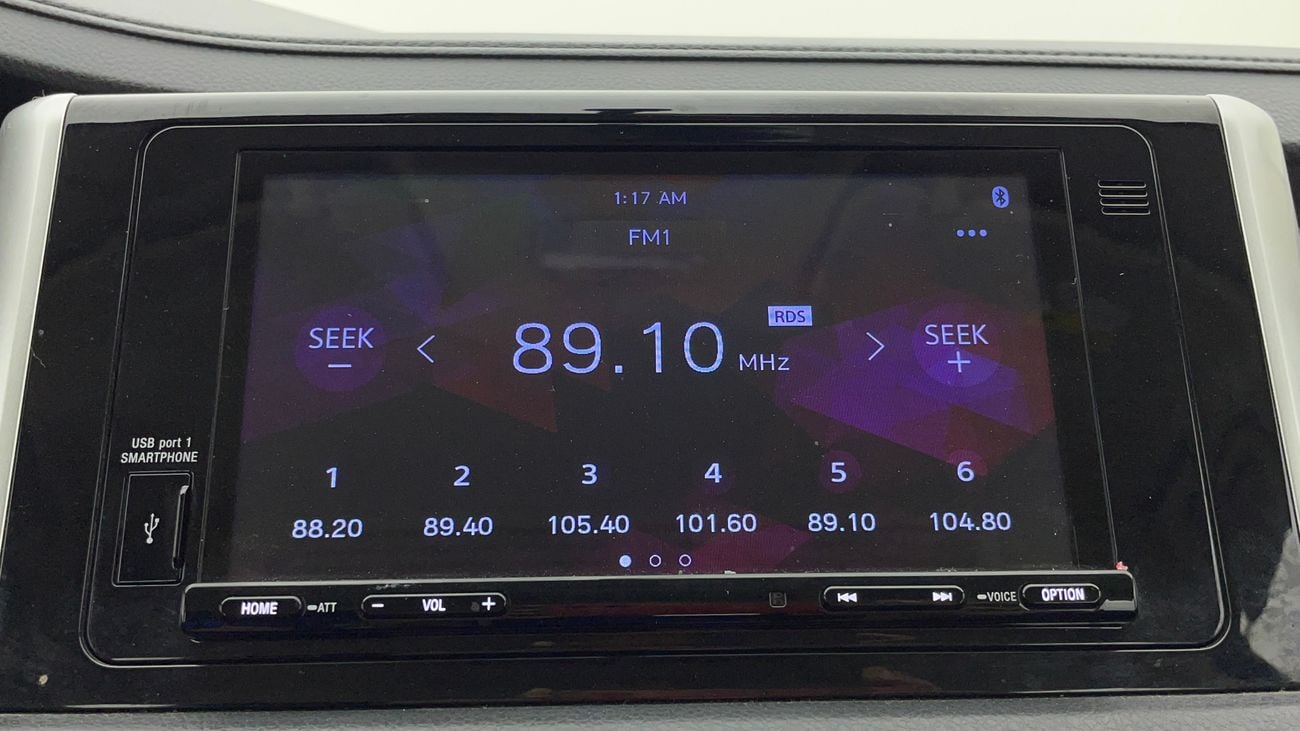 1:17 AM
FM1
RDS
SEEK < 89.10 MHz > SEEK
− +
USB port 1
SMARTPHONE
1 2 3 4 5 6
88.20 89.40 105.40 101.60 89.10 104.80
HOME ATT − VOL + VOICE OPTION